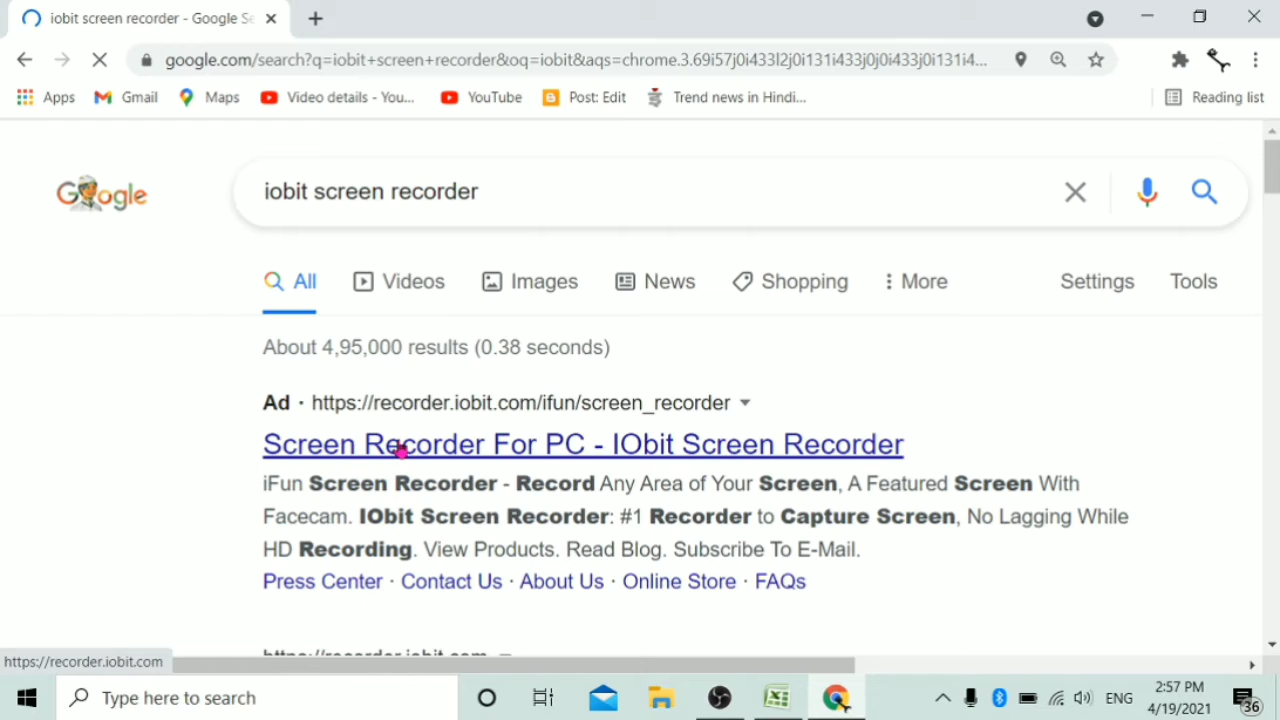 iobit screen recorder - Google Se
google.com/search?q=iobit+screen+recorder&oq=iobit&aqs=chrome.3.69i57j0i433l2j0i131i433j0j0i433j0i131i4...
Apps Gmail Maps Video details - You... YouTube Post: Edit Trend news in Hindi... Reading list
Google iobit screen recorder
All Videos Images News Shopping More Settings Tools
About 4,95,000 results (0.38 seconds)
Ad · https://recorder.iobit.com/ifun/screen_recorder
Screen Recorder For PC - IObit Screen Recorder
iFun Screen Recorder - Record Any Area of Your Screen, A Featured Screen With
Facecam. IObit Screen Recorder: #1 Recorder to Capture Screen, No Lagging While
HD Recording. View Products. Read Blog. Subscribe To E-Mail.
Press Center · Contact Us · About Us · Online Store · FAQs
https://recorder.iobit.com
https://recorder.iobit.com
Type here to search ENG 2:57 PM
4/19/2021 36